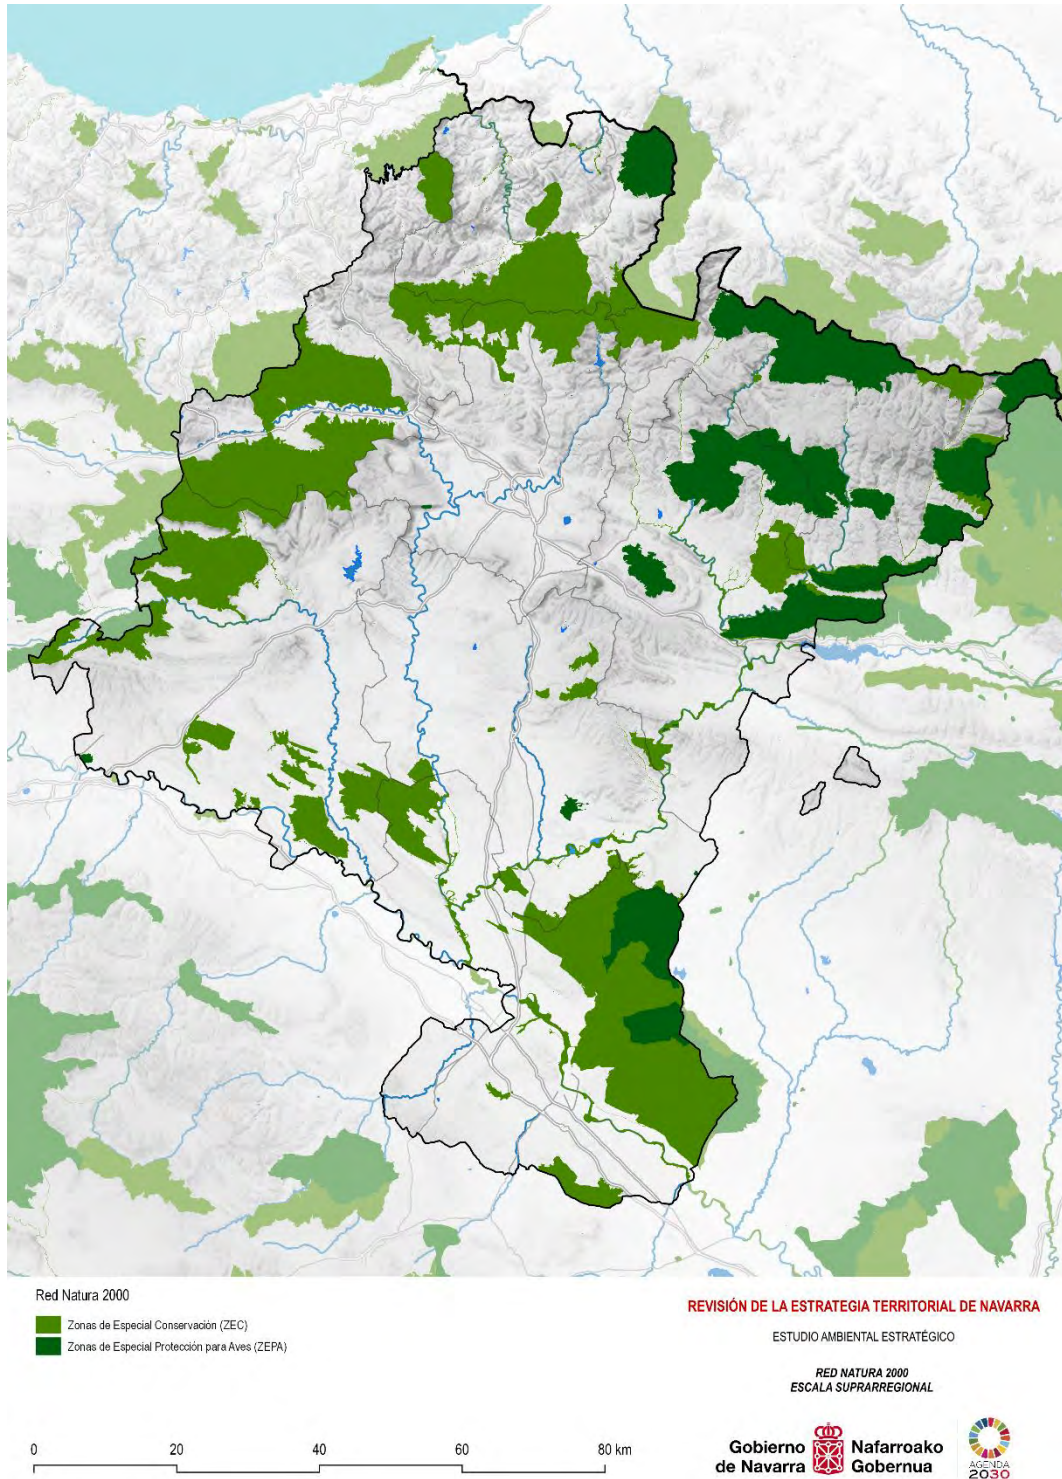 Red Natura 2000
Zonas de Especial Conservación (ZEC)
Zonas de Especial Protección para Aves (ZEPA)
REVISIÓN DE LA ESTRATEGIA TERRITORIAL DE NAVARRA
ESTUDIO AMBIENTAL ESTRATÉGICO
RED NATURA 2000
ESCALA SUPRARREGIONAL
0 20 40 60 80 km
Gobierno de Navarra
Nafarroako Gobernua
AGENDA
2030